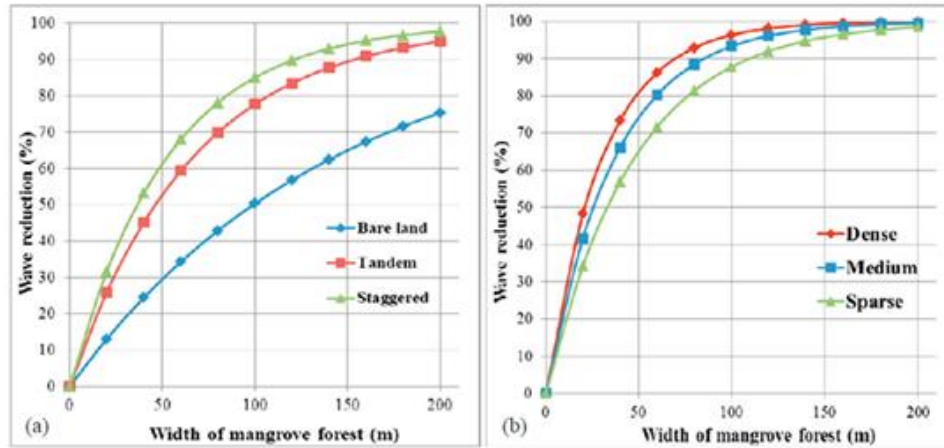 100
90
80
70
60
50
40
30
20
10
0
Wave reduction (%)
Bare land
Tandem
Staggered
0 50 100 150 200
(a)
Width of mangrove forest (m)
100
90
80
70
60
50
40
30
20
10
0
Wave reduction (%)
Dense
Medium
Sparse
0 50 100 150 200
(b)
Width of mangrove forest (m)